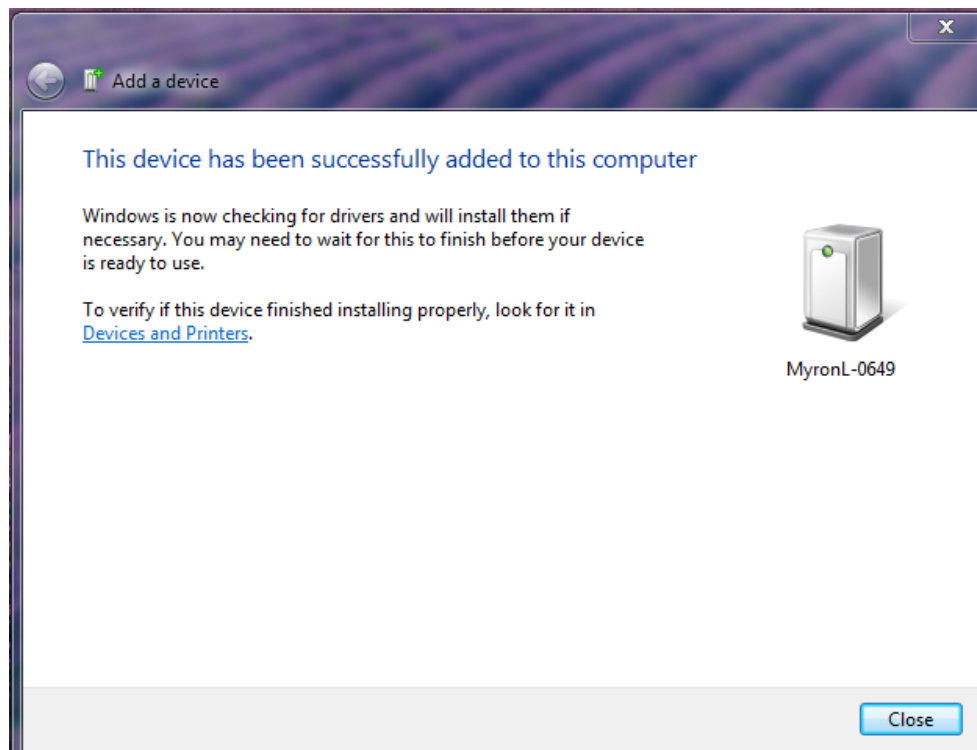 X
Add a device
This device has been successfully added to this computer
Windows is now checking for drivers and will install them if
necessary. You may need to wait for this to finish before your device
is ready to use.
To verify if this device finished installing properly, look for it in
Devices and Printers.
MyronL-0649
Close